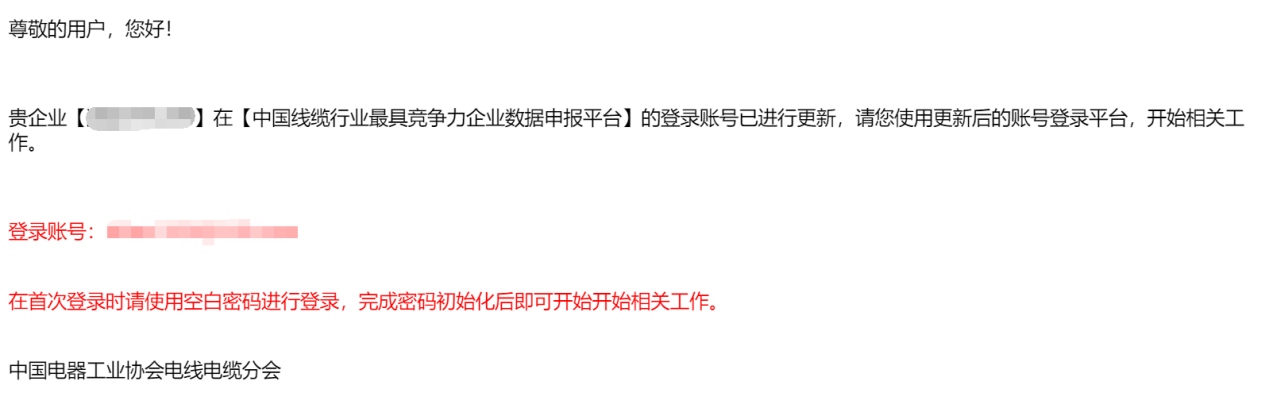 尊敬的用户，您好！
贵企业【】在【中国线缆行业最具竞争力企业数据申报平台】的登录账号已进行更新，请您使用更新后的账号登录平台，开始相关工
作。
登录账号：
在首次登录时请使用空白密码进行登录，完成密码初始化后即可开始开始相关工作。
中国电器工业协会电线电缆分会